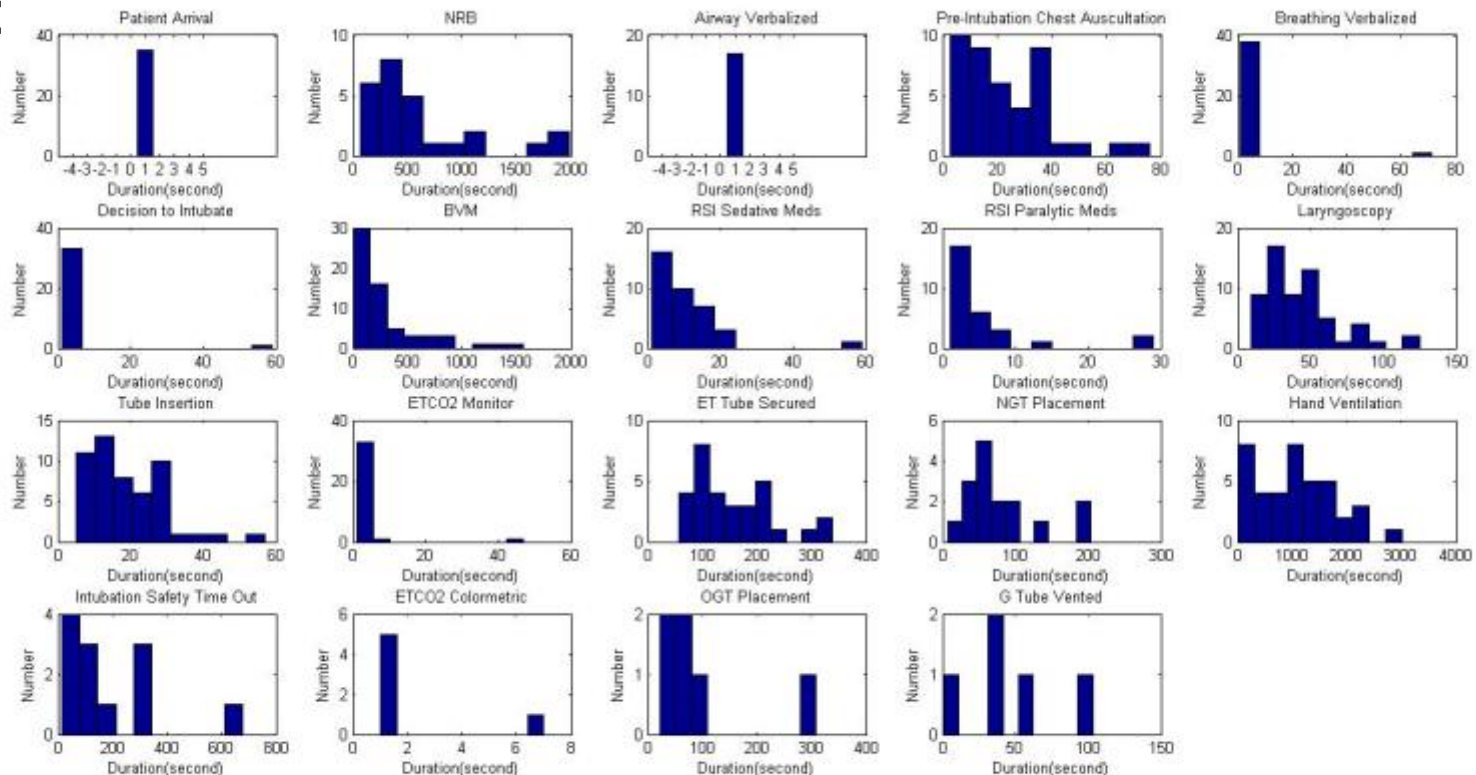 Patient Arrival
40
20
0
Number
-4-3-2-1 0 1 2 3 4 5
Duration(second)
NRB
10
5
0
Number
0 500 1000 1500 2000
Duration(second)
Airway Verbalized
20
10
0
Number
-4-3-2-1 0 1 2 3 4 5
Duration(second)
Pre-Intubation Chest Auscultation
10
5
0
Number
0 20 40 60 80
Duration(second)
Breathing Verbalized
40
20
0
Number
0 20 40 60 80
Duration(second)
Decision to Intubate
40
20
0
Number
0 20 40 60
Duration(second)
BVM
30
20
10
0
Number
0 500 1000 1500 2000
Duration(second)
RSI Sedative Meds
20
10
0
Number
0 20 40 60
Duration(second)
RSI Paralytic Meds
20
10
0
Number
0 10 20 30
Duration(second)
Laryngoscopy
20
10
0
Number
0 50 100 150
Duration(second)
Tube Insertion
15
10
5
0
Number
0 20 40 60
Duration(second)
ETCO2 Monitor
40
20
0
Number
0 20 40 60
Duration(second)
ET Tube Secured
10
5
0
Number
0 100 200 300 400
Duration(second)
NGT Placement
6
4
2
0
Number
0 100 200 300
Duration(second)
Hand Ventilation
10
5
0
Number
0 1000 2000 3000 4000
Duration(second)
Intubation Safety Time Out
4
2
0
Number
0 200 400 600 800
Duration(second)
ETCO2 Colormetric
6
4
2
0
Number
0 2 4 6 8
Duration(second)
OGT Placement
2
1
0
Number
0 100 200 300 400
Duration(second)
G Tube Vented
2
1
0
Number
0 50 100 150
Duration(second)